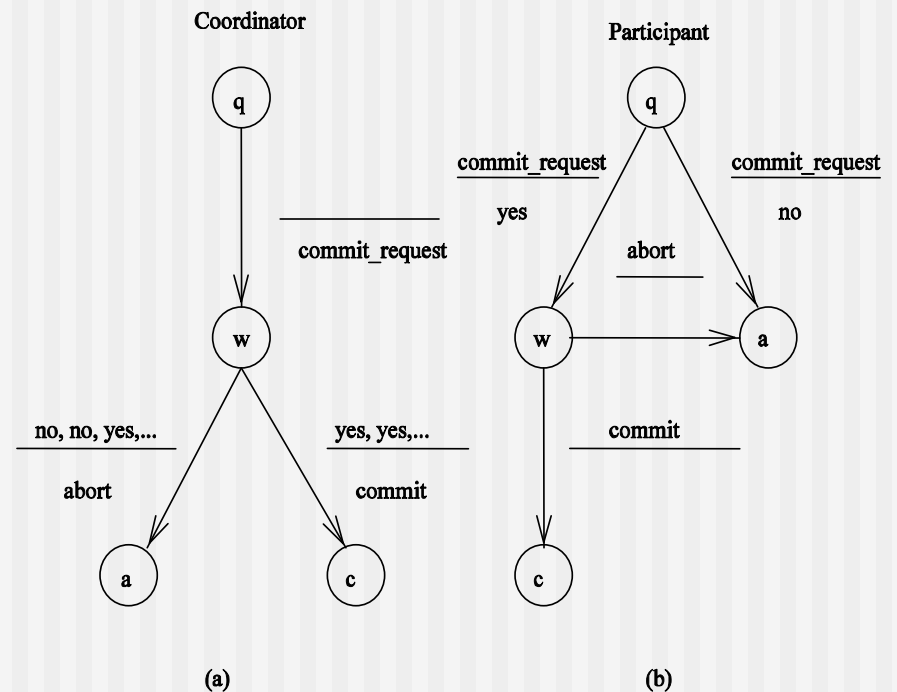 Coordinator
q
commit_request
w
no, no, yes,...
abort
yes, yes,...
commit
a
c
(a)
Participant
q
commit_request
yes
commit_request
no
abort
w
a
commit
c
(b)